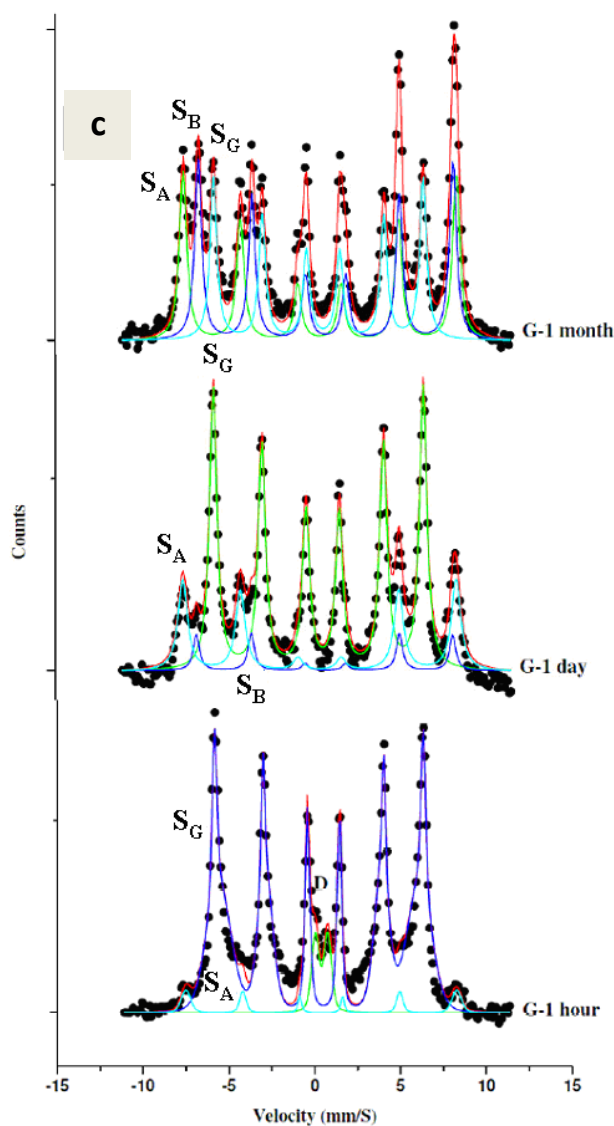 c
S_B
S_G
S_A
G-1 month
S_G
Counts
S_A
G-1 day
S_B
S_G
D
S_A
G-1 hour
-15 -10 -5 0 5 10 15
Velocity (mm/S)